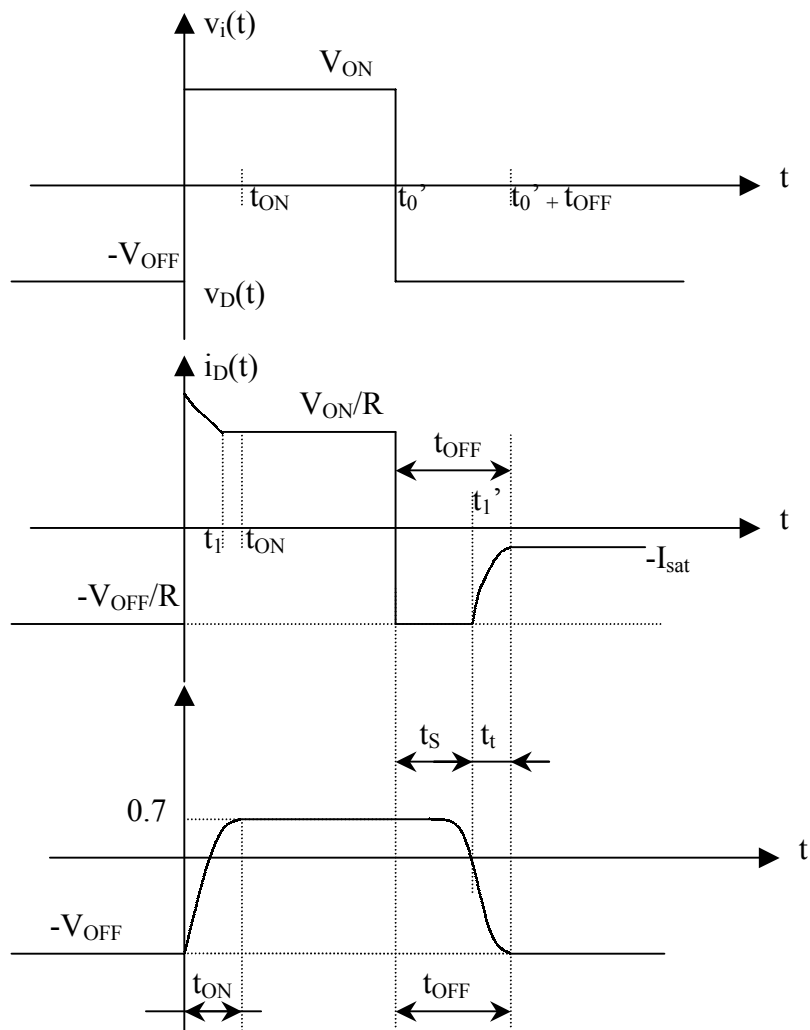 vi(t)
VON
t
tON
t0’
t0’ + tOFF
-VOFF
vD(t)
iD(t)
VON/R
tOFF
t1’
t
t1
tON
-Isat
-VOFF/R
tS
tt
0.7
t
-VOFF
tON
tOFF